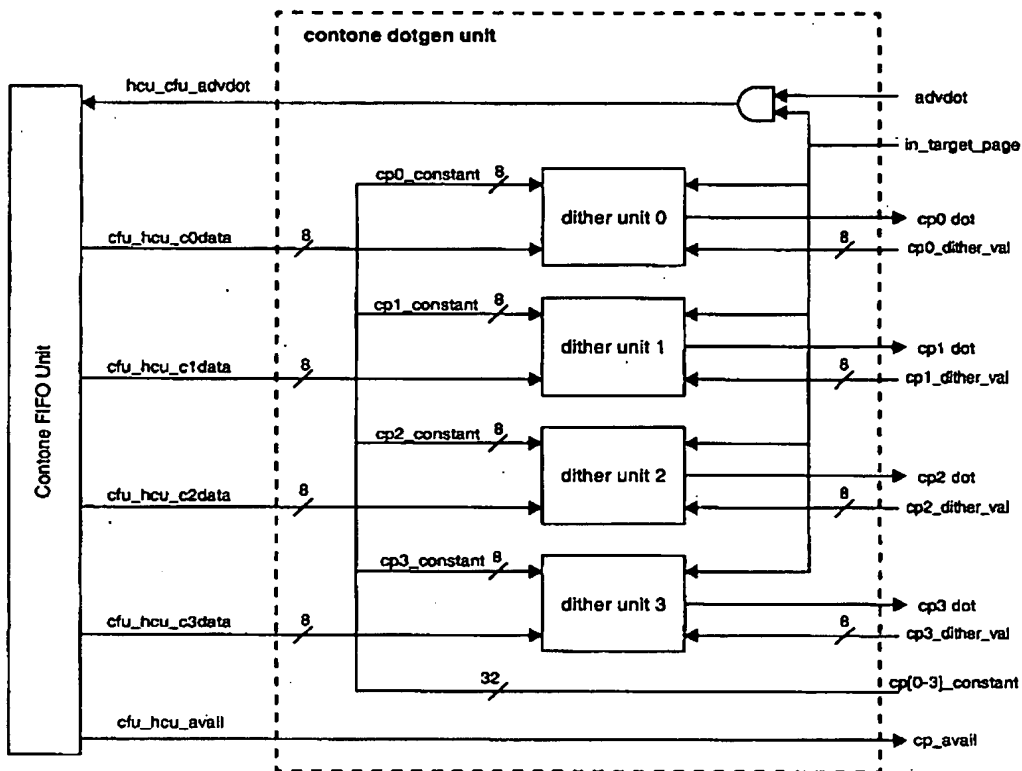 contone dotgen unit
hcu_cfu_advdot
advdot
in_target_page
cp0_constant 8
dither unit 0
cp0 dot
cfu_hcu_c0data 8
8 cp0_dither_val
cp1_constant 8
dither unit 1
cp1 dot
cfu_hcu_c1data 8
8 cp1_dither_val
Contone FIFO Unit
cp2_constant 8
dither unit 2
cp2 dot
cfu_hcu_c2data 8
8 cp2_dither_val
cp3_constant 8
dither unit 3
cp3 dot
cfu_hcu_c3data 8
8 cp3_dither_val
32
cp[0-3]_constant
cfu_hcu_avail
cp_avail